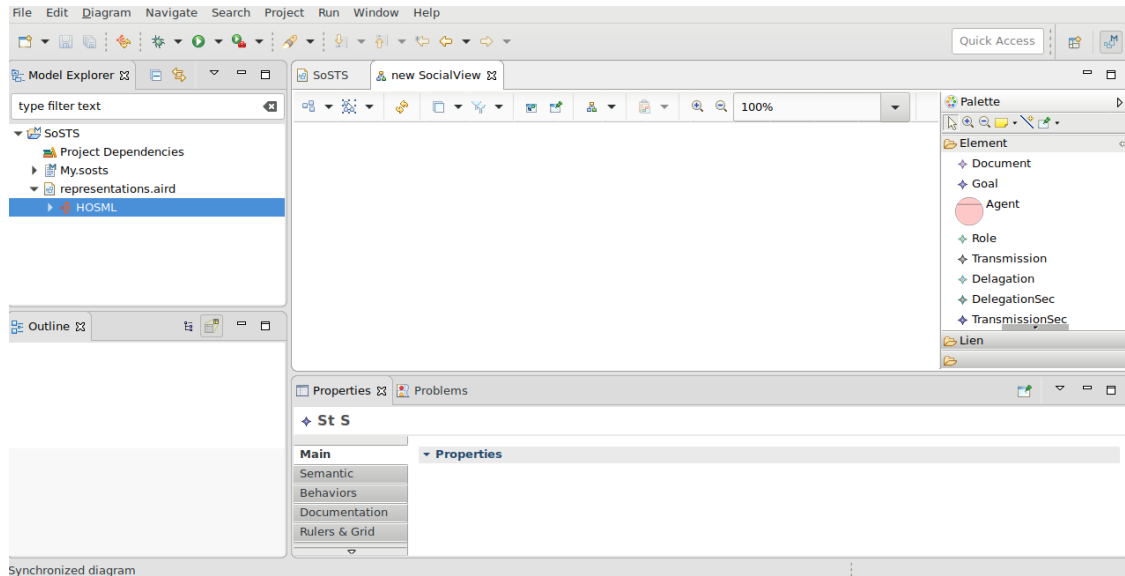 File Edit Diagram Navigate Search Project Run Window Help
Quick Access
Model Explorer
SoSTS
new SocialView
type filter text
100%
Palette
SoSTS
Project Dependencies
My.sosts
representations.aird
HOSML
Element
Document
Goal
Agent
Role
Transmission
Delagation
DelegationSec
TransmissionSec
Lien
Outline
Properties
Problems
St S
Main
Properties
Semantic
Behaviors
Documentation
Rulers & Grid
Synchronized diagram